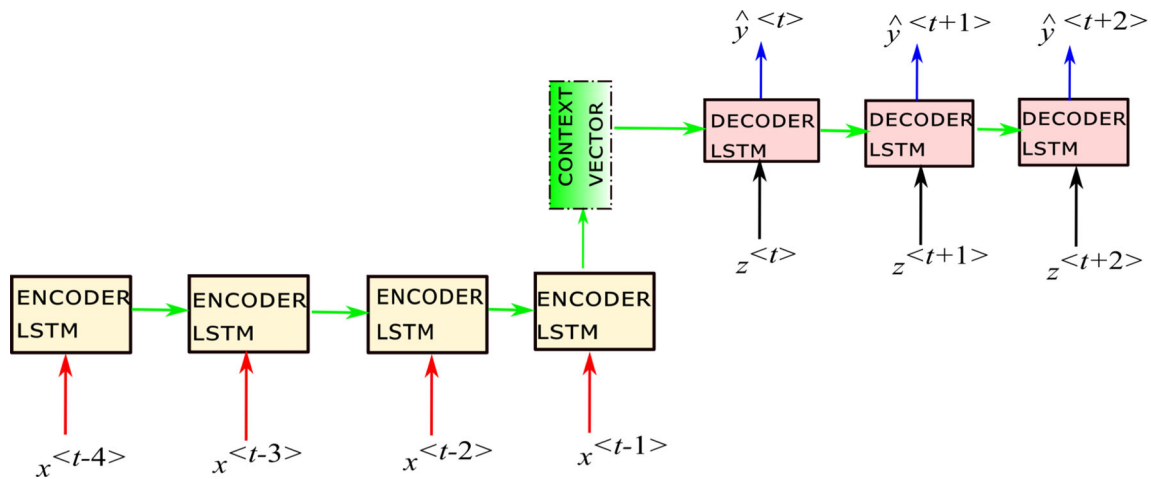 ŷ<t> ŷ<t+1> ŷ<t+2>
CONTEXT
VECTOR
DECODER
LSTM
DECODER
LSTM
DECODER
LSTM
z<t> z<t+1> z<t+2>
ENCODER
LSTM
ENCODER
LSTM
ENCODER
LSTM
ENCODER
LSTM
x<t-4> x<t-3> x<t-2> x<t-1>